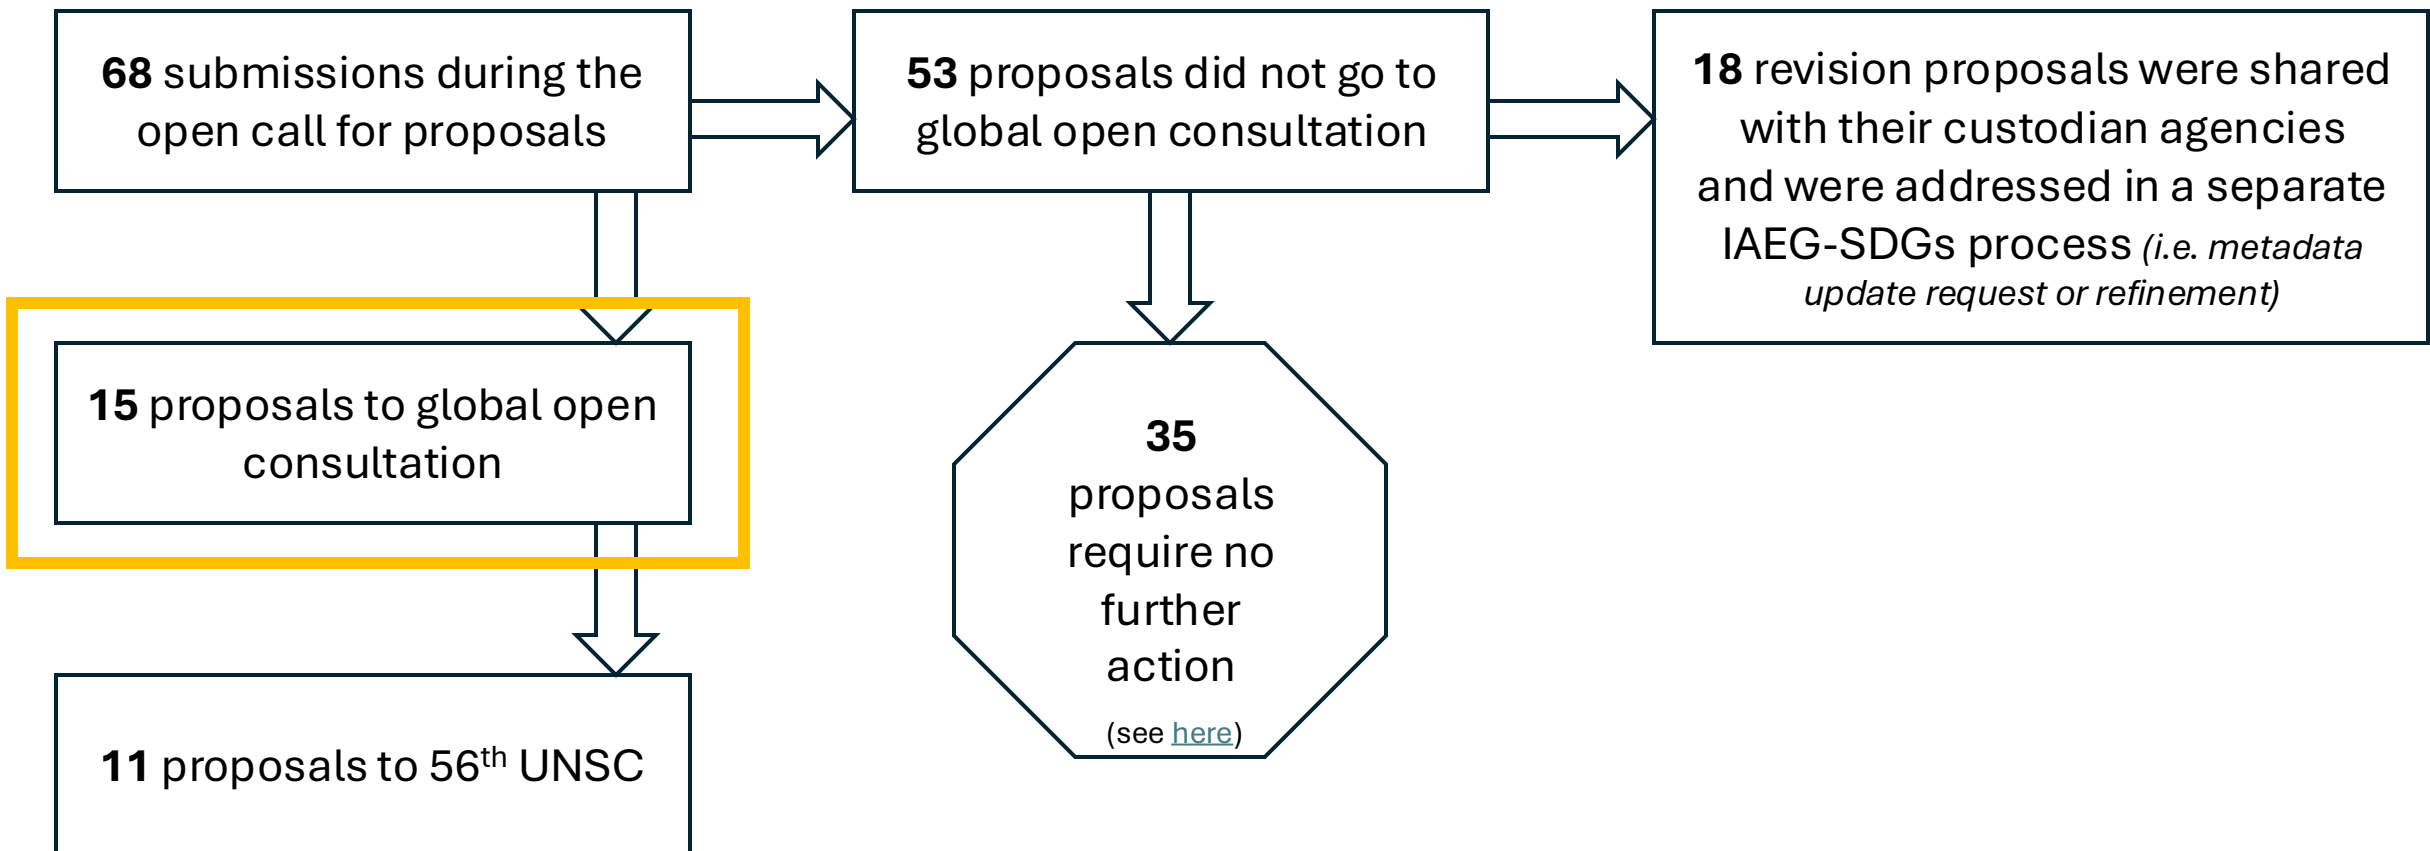 68 submissions during the
open call for proposals
53 proposals did not go to
global open consultation
18 revision proposals were shared
with their custodian agencies
and were addressed in a separate
IAEG-SDGs process (i.e. metadata
update request or refinement)
15 proposals to global open
consultation
35
proposals
require no
further
action
(see here)
11 proposals to 56th UNSC